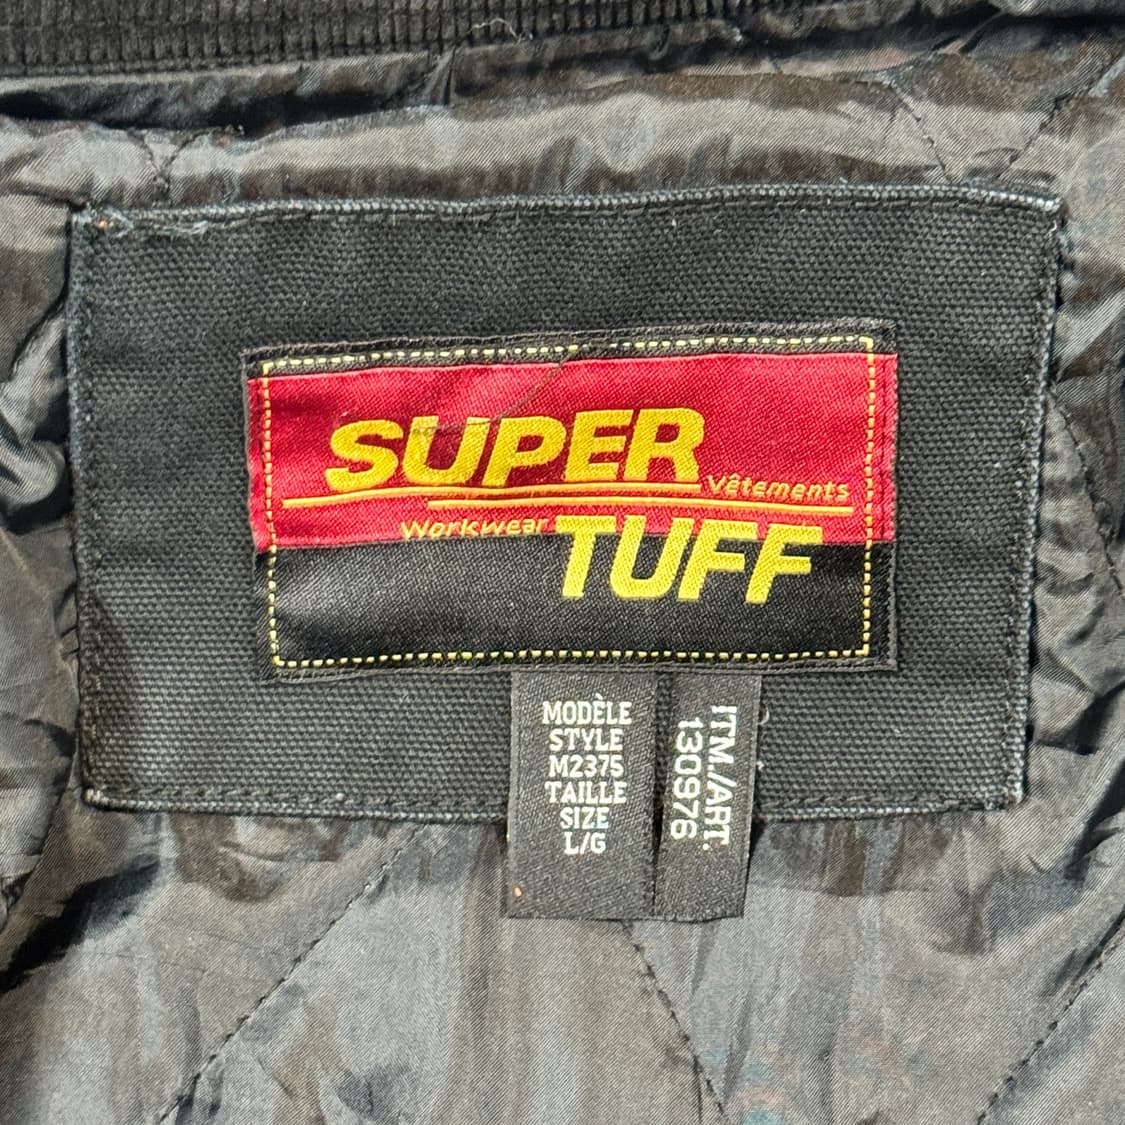 SUPER
Vêtements
Workwear
TUFF
MODÈLE
STYLE
M2375
TAILLE
SIZE
L/G
ITM./ART.
130976